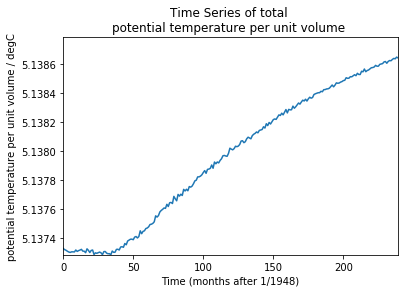 Time Series of total
potential temperature per unit volume
potential temperature per unit volume / degC
5.1386
5.1384
5.1382
5.1380
5.1378
5.1376
5.1374
0 50 100 150 200
Time (months after 1/1948)